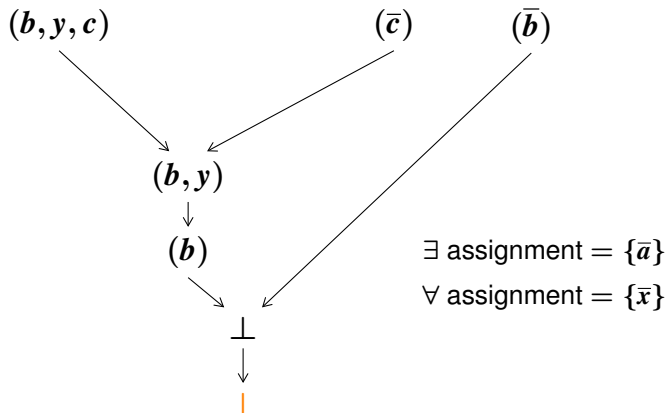 (b, y, c) (c̅) (b̅)
(b, y)
(b)
∃ assignment = {a̅}
∀ assignment = {x̅}
⊥